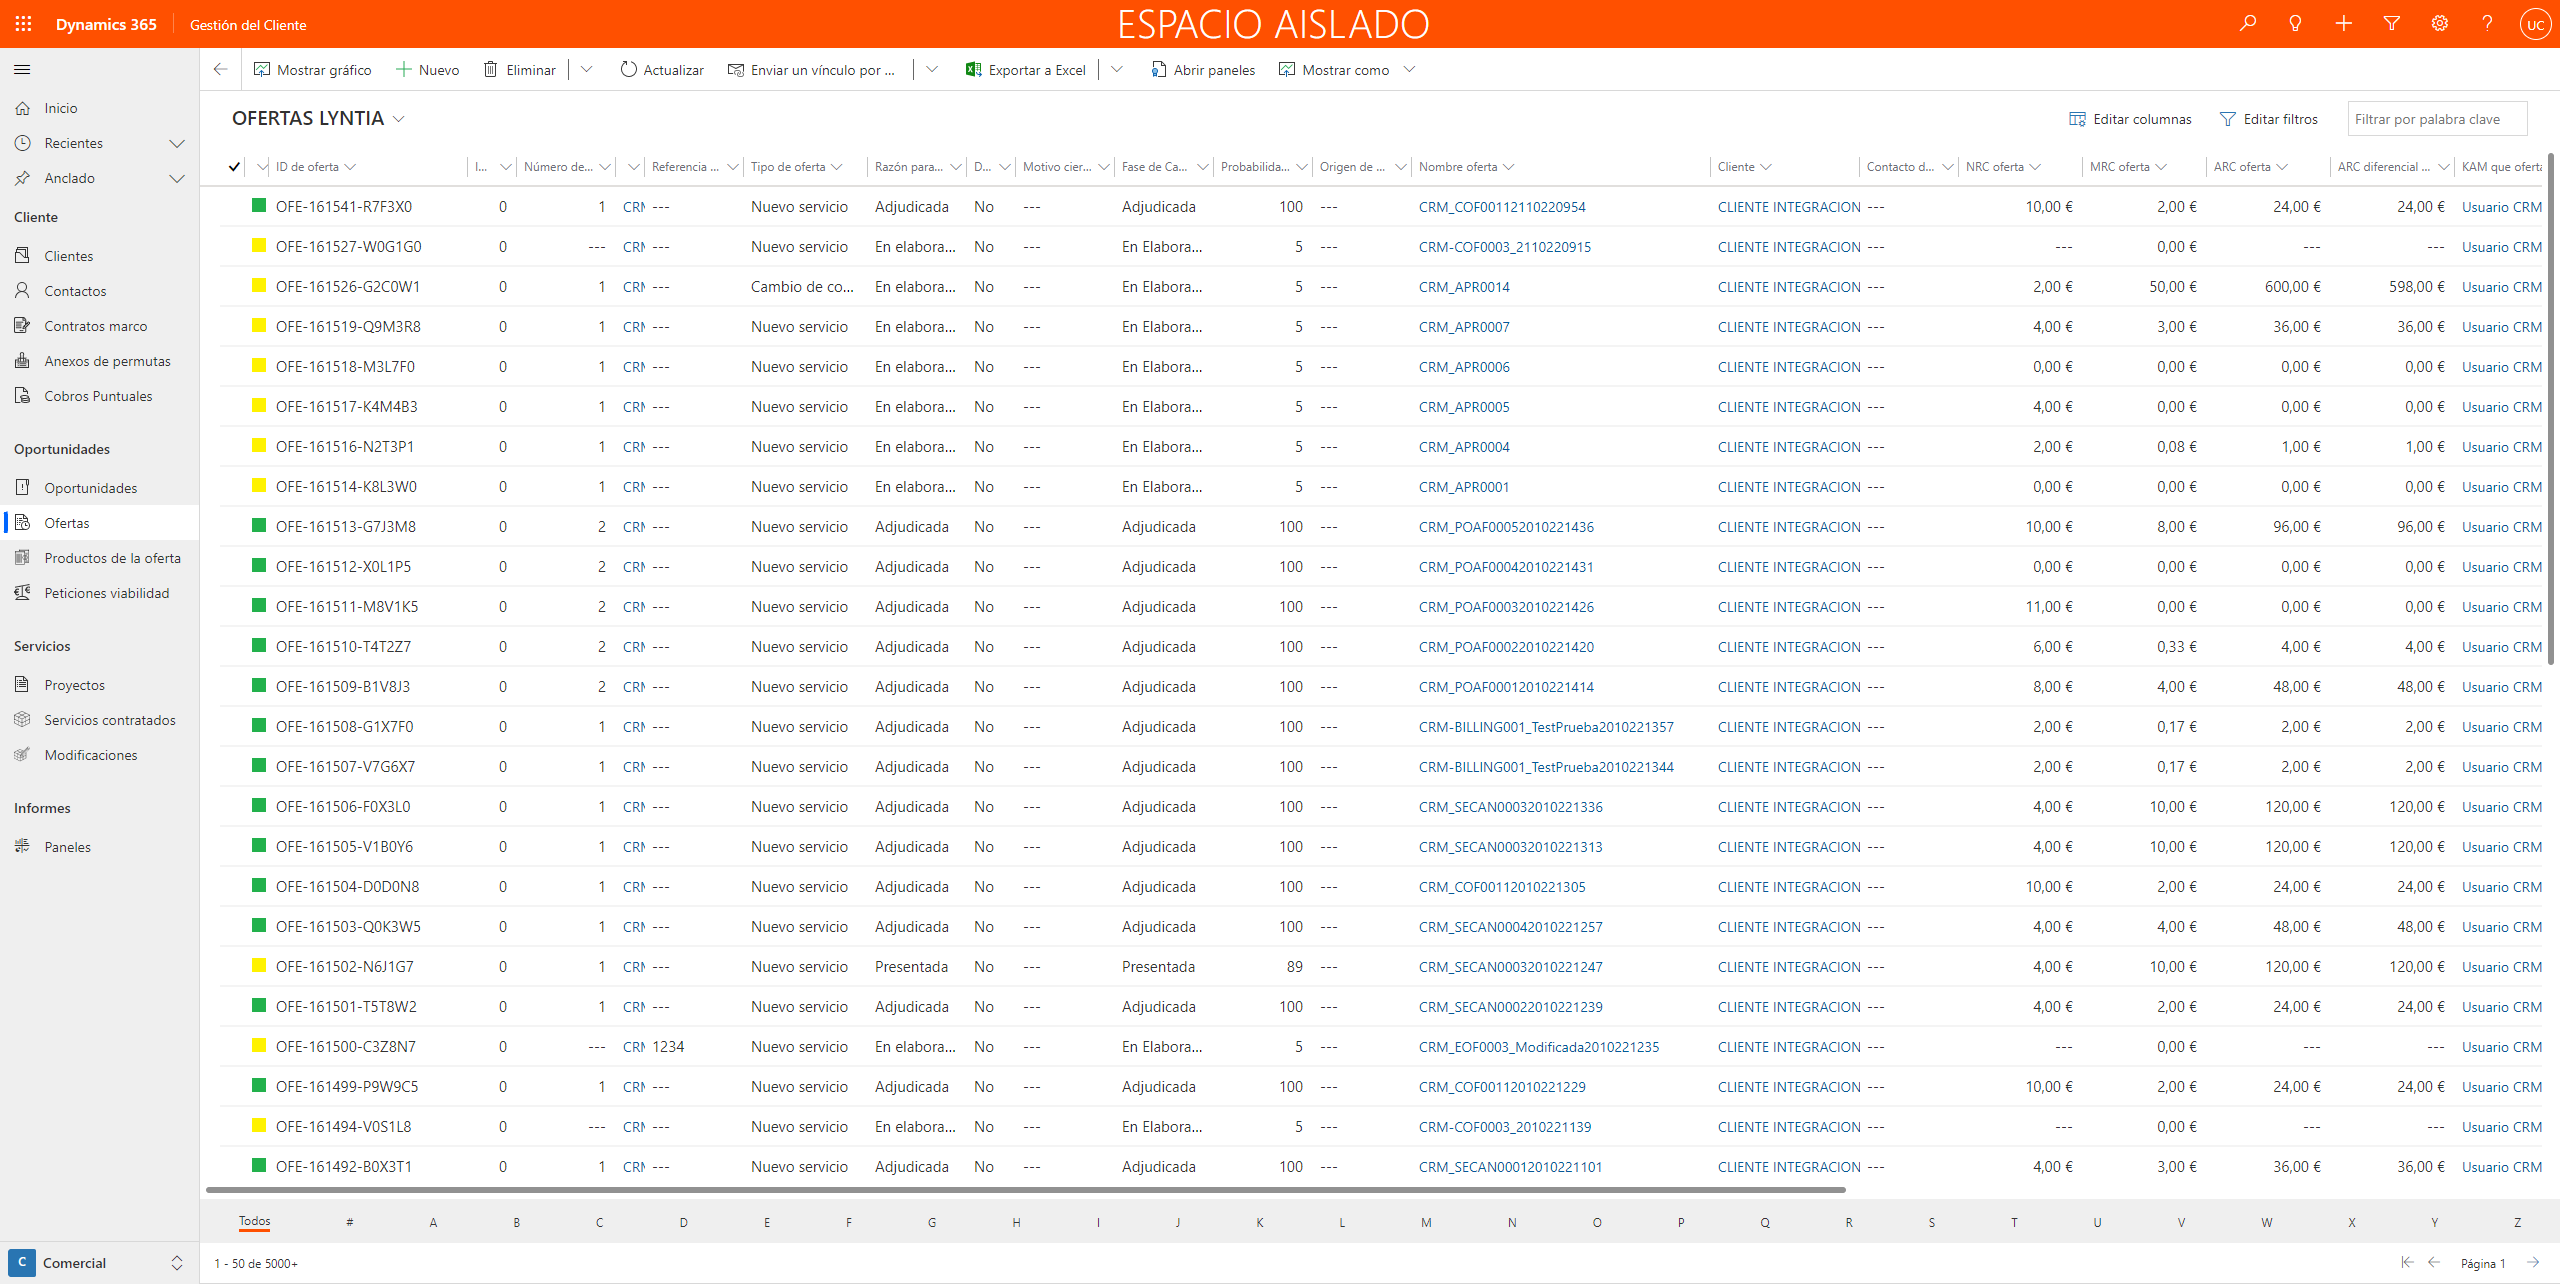 Dynamics 365 Gestión del Cliente ESPACIO AISLADO UC
Mostrar gráfico Nuevo Eliminar Actualizar Enviar un vínculo por ... Exportar a Excel Abrir paneles Mostrar como
Inicio
Recientes
Anclado
Cliente
Clientes
Contactos
Contratos marco
Anexos de permutas
Cobros Puntuales
Oportunidades
Oportunidades
Ofertas
Productos de la oferta
Peticiones viabilidad
Servicios
Proyectos
Servicios contratados
Modificaciones
Informes
Paneles
C Comercial
OFERTAS LYNTIA Editar columnas Editar filtros Filtrar por palabra clave
ID de oferta I... Número de... Referencia ... Tipo de oferta Razón para... D... Motivo cier... Fase de Ca... Probabilida... Origen de ... Nombre oferta Cliente Contacto d... NRC oferta MRC oferta ARC oferta ARC diferencial ... KAM que oferta
OFE-161541-R7F3X0 0 1 CRM --- Nuevo servicio Adjudicada No --- Adjudicada 100 --- CRM_COF00112110220954 CLIENTE INTEGRACION --- 10,00 € 2,00 € 24,00 € 24,00 € Usuario CRM
OFE-161527-W0G1G0 0 --- CRM --- Nuevo servicio En elabora... No --- En Elabora... 5 --- CRM-COF0003_2110220915 CLIENTE INTEGRACION --- --- 0,00 € --- --- Usuario CRM
OFE-161526-G2C0W1 0 1 CRM --- Cambio de co... En elabora... No --- En Elabora... 5 --- CRM_APR0014 CLIENTE INTEGRACION --- 2,00 € 50,00 € 600,00 € 598,00 € Usuario CRM
OFE-161519-Q9M3R8 0 1 CRM --- Nuevo servicio En elabora... No --- En Elabora... 5 --- CRM_APR0007 CLIENTE INTEGRACION --- 4,00 € 3,00 € 36,00 € 36,00 € Usuario CRM
OFE-161518-M3L7F0 0 1 CRM --- Nuevo servicio En elabora... No --- En Elabora... 5 --- CRM_APR0006 CLIENTE INTEGRACION --- 0,00 € 0,00 € 0,00 € 0,00 € Usuario CRM
OFE-161517-K4M4B3 0 1 CRM --- Nuevo servicio En elabora... No --- En Elabora... 5 --- CRM_APR0005 CLIENTE INTEGRACION --- 4,00 € 0,00 € 0,00 € 0,00 € Usuario CRM
OFE-161516-N2T3P1 0 1 CRM --- Nuevo servicio En elabora... No --- En Elabora... 5 --- CRM_APR0004 CLIENTE INTEGRACION --- 2,00 € 0,08 € 1,00 € 1,00 € Usuario CRM
OFE-161514-K8L3W0 0 1 CRM --- Nuevo servicio En elabora... No --- En Elabora... 5 --- CRM_APR0001 CLIENTE INTEGRACION --- 0,00 € 0,00 € 0,00 € 0,00 € Usuario CRM
OFE-161513-G7J3M8 0 2 CRM --- Nuevo servicio Adjudicada No --- Adjudicada 100 --- CRM_POAF00052010221436 CLIENTE INTEGRACION --- 10,00 € 8,00 € 96,00 € 96,00 € Usuario CRM
OFE-161512-X0L1P5 0 2 CRM --- Nuevo servicio Adjudicada No --- Adjudicada 100 --- CRM_POAF00042010221431 CLIENTE INTEGRACION --- 0,00 € 0,00 € 0,00 € 0,00 € Usuario CRM
OFE-161511-M8V1K5 0 2 CRM --- Nuevo servicio Adjudicada No --- Adjudicada 100 --- CRM_POAF00032010221426 CLIENTE INTEGRACION --- 11,00 € 0,00 € 0,00 € 0,00 € Usuario CRM
OFE-161510-T4T2Z7 0 2 CRM --- Nuevo servicio Adjudicada No --- Adjudicada 100 --- CRM_POAF00022010221420 CLIENTE INTEGRACION --- 6,00 € 0,33 € 4,00 € 4,00 € Usuario CRM
OFE-161509-B1V8J3 0 2 CRM --- Nuevo servicio Adjudicada No --- Adjudicada 100 --- CRM_POAF00012010221414 CLIENTE INTEGRACION --- 8,00 € 4,00 € 48,00 € 48,00 € Usuario CRM
OFE-161508-G1X7F0 0 1 CRM --- Nuevo servicio Adjudicada No --- Adjudicada 100 --- CRM-BILLING001_TestPrueba2010221357 CLIENTE INTEGRACION --- 2,00 € 0,17 € 2,00 € 2,00 € Usuario CRM
OFE-161507-V7G6X7 0 1 CRM --- Nuevo servicio Adjudicada No --- Adjudicada 100 --- CRM-BILLING001_TestPrueba2010221344 CLIENTE INTEGRACION --- 2,00 € 0,17 € 2,00 € 2,00 € Usuario CRM
OFE-161506-F0X3L0 0 1 CRM --- Nuevo servicio Adjudicada No --- Adjudicada 100 --- CRM_SECAN00032010221336 CLIENTE INTEGRACION --- 4,00 € 10,00 € 120,00 € 120,00 € Usuario CRM
OFE-161505-V1B0Y6 0 1 CRM --- Nuevo servicio Adjudicada No --- Adjudicada 100 --- CRM_SECAN00032010221313 CLIENTE INTEGRACION --- 4,00 € 10,00 € 120,00 € 120,00 € Usuario CRM
OFE-161504-D0D0N8 0 1 CRM --- Nuevo servicio Adjudicada No --- Adjudicada 100 --- CRM_COF00112010221305 CLIENTE INTEGRACION --- 10,00 € 2,00 € 24,00 € 24,00 € Usuario CRM
OFE-161503-Q0K3W5 0 1 CRM --- Nuevo servicio Adjudicada No --- Adjudicada 100 --- CRM_SECAN00042010221257 CLIENTE INTEGRACION --- 4,00 € 4,00 € 48,00 € 48,00 € Usuario CRM
OFE-161502-N6J1G7 0 1 CRM --- Nuevo servicio Presentada No --- Presentada 89 --- CRM_SECAN00032010221247 CLIENTE INTEGRACION --- 4,00 € 10,00 € 120,00 € 120,00 € Usuario CRM
OFE-161501-T5T8W2 0 1 CRM --- Nuevo servicio Adjudicada No --- Adjudicada 100 --- CRM_SECAN00022010221239 CLIENTE INTEGRACION --- 4,00 € 2,00 € 24,00 € 24,00 € Usuario CRM
OFE-161500-C3Z8N7 0 --- CRM 1234 Nuevo servicio En elabora... No --- En Elabora... 5 --- CRM_EOF0003_Modificada2010221235 CLIENTE INTEGRACION --- --- 0,00 € --- --- Usuario CRM
OFE-161499-P9W9C5 0 1 CRM --- Nuevo servicio Adjudicada No --- Adjudicada 100 --- CRM_COF00112010221229 CLIENTE INTEGRACION --- 10,00 € 2,00 € 24,00 € 24,00 € Usuario CRM
OFE-161494-V0S1L8 0 --- CRM --- Nuevo servicio En elabora... No --- En Elabora... 5 --- CRM-COF0003_2010221139 CLIENTE INTEGRACION --- --- 0,00 € --- --- Usuario CRM
OFE-161492-B0X3T1 0 1 CRM --- Nuevo servicio Adjudicada No --- Adjudicada 100 --- CRM_SECAN00012010221101 CLIENTE INTEGRACION --- 4,00 € 3,00 € 36,00 € 36,00 € Usuario CRM
Todos # A B C D E F G H I J K L M N O P Q R S T U V W X Y Z
1 - 50 de 5000+ Página 1